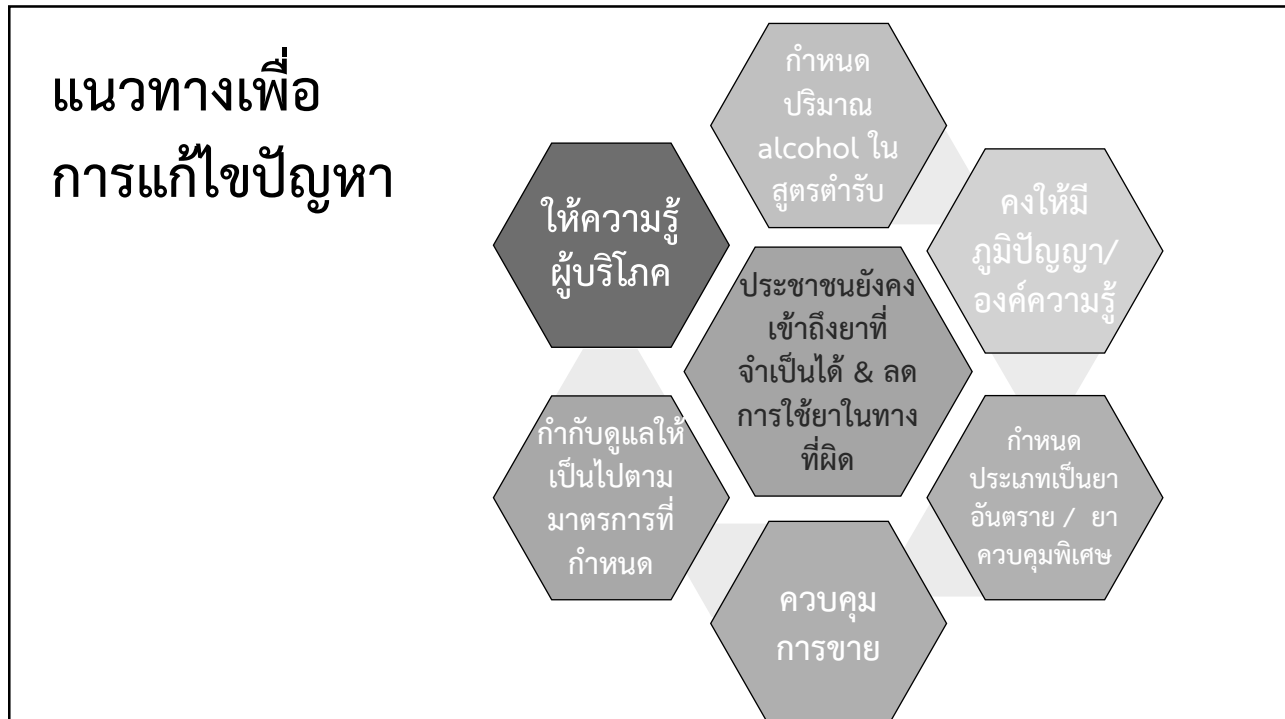 แนวทางเพื่อ
การแก้ไขปัญหา
กำหนด
ปริมาณ
alcohol ใน
สูตรตำรับ
คงให้มี
ภูมิปัญญา/
องค์ความรู้
กำหนด
ประเภทเป็นยา
อันตราย / ยา
ควบคุมพิเศษ
ควบคุม
การขาย
กำกับดูแลให้
เป็นไปตาม
มาตรการที่
กำหนด
ให้ความรู้
ผู้บริโภค
ประชาชนยังคง
เข้าถึงยาที่
จำเป็นได้ & ลด
การใช้ยาในทาง
ที่ผิด